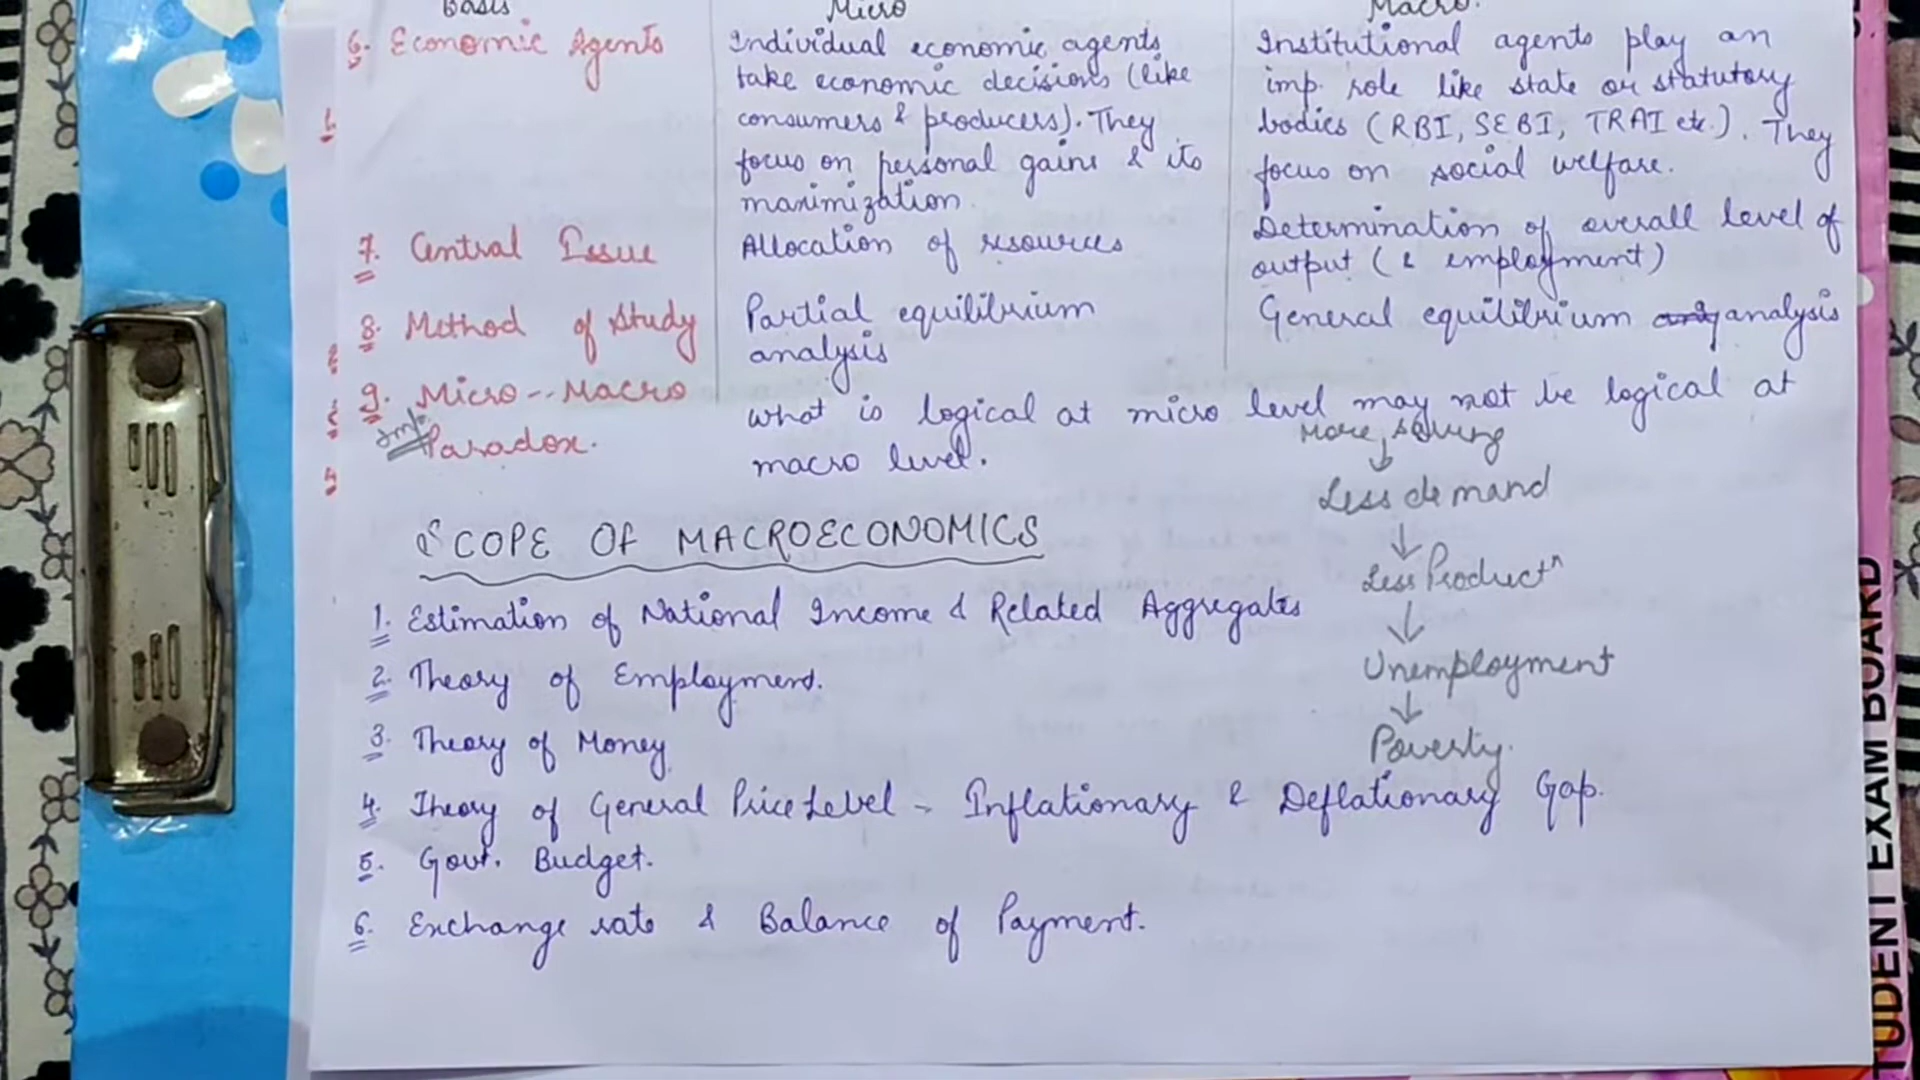 Basis Micro Macro.
6. Economic Agents
Individual economic agents
take economic decisions (like
consumers & producers). They
focus on personal gains & its
maximization.
Institutional agents play an
imp. role like state or statutory
bodies (RBI, SEBI, TRAI etc.). They
focus on social welfare.
7. Central Issue
Allocation of resources
Determination of overall level of
output (& employment)
8. Method of Study
Partial equilibrium
analysis
General equilibrium analysis
9. Micro--Macro
Imp. Paradox.
what is logical at micro level may not be logical at
macro level.
More saving
↓
Less demand
↓
Less Productn
↓
Unemployment
↓
Poverty.
SCOPE OF MACROECONOMICS
1. Estimation of National Income & Related Aggregates
2. Theory of Employment.
3. Theory of Money
4. Theory of General Price Level - Inflationary & Deflationary Gap.
5. Govt. Budget.
6. Exchange rate & Balance of Payment.
STUDENT EXAM BOARD